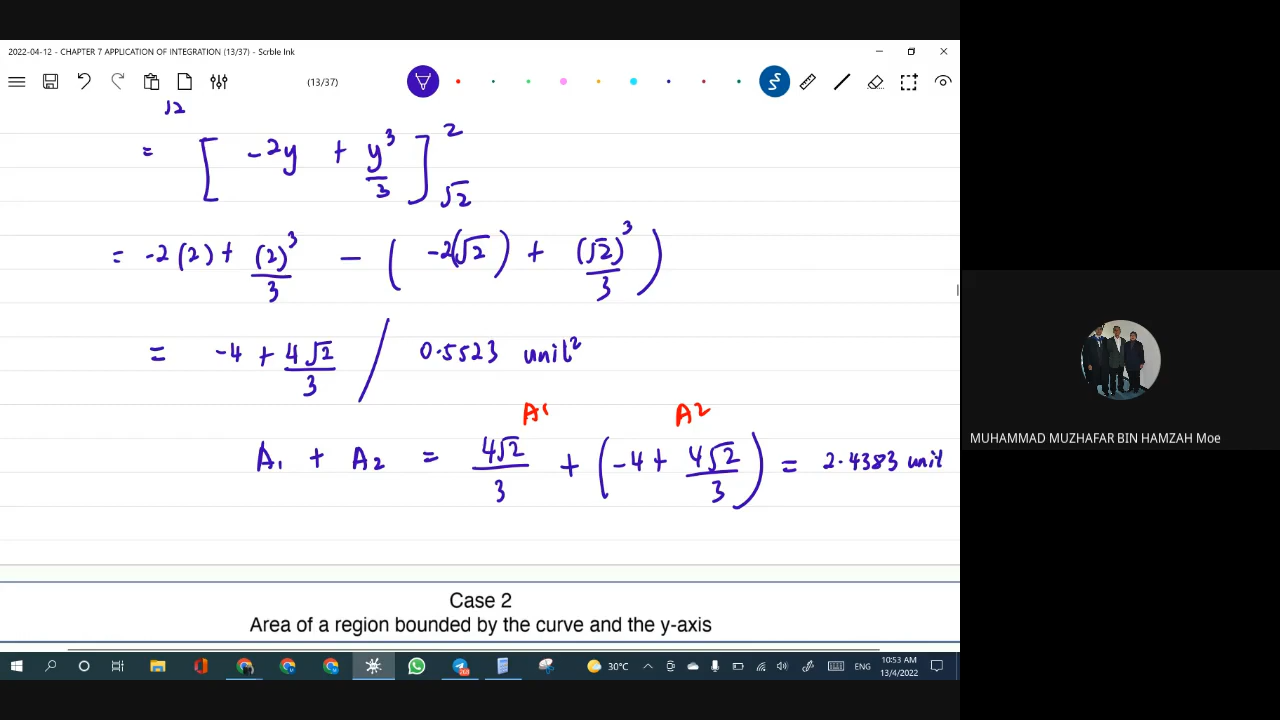 2022-04-12 - CHAPTER 7 APPLICATION OF INTEGRATION (13/37) - Scrble Ink
(13/37)
√2
= [ -2y + y³/3 ]²√2
= -2(2) + (2)³/3 - ( -2(√2) + (√2)³/3 )
= -4 + 4√2/3 / 0.5523 unit²
A1 A2
A₁ + A₂ = 4√2/3 + (-4 + 4√2/3) = 2.4383 unit
MUHAMMAD MUZHAFAR BIN HAMZAH Moe
Case 2
Area of a region bounded by the curve and the y-axis
30°C ENG 10:53 AM
13/4/2022